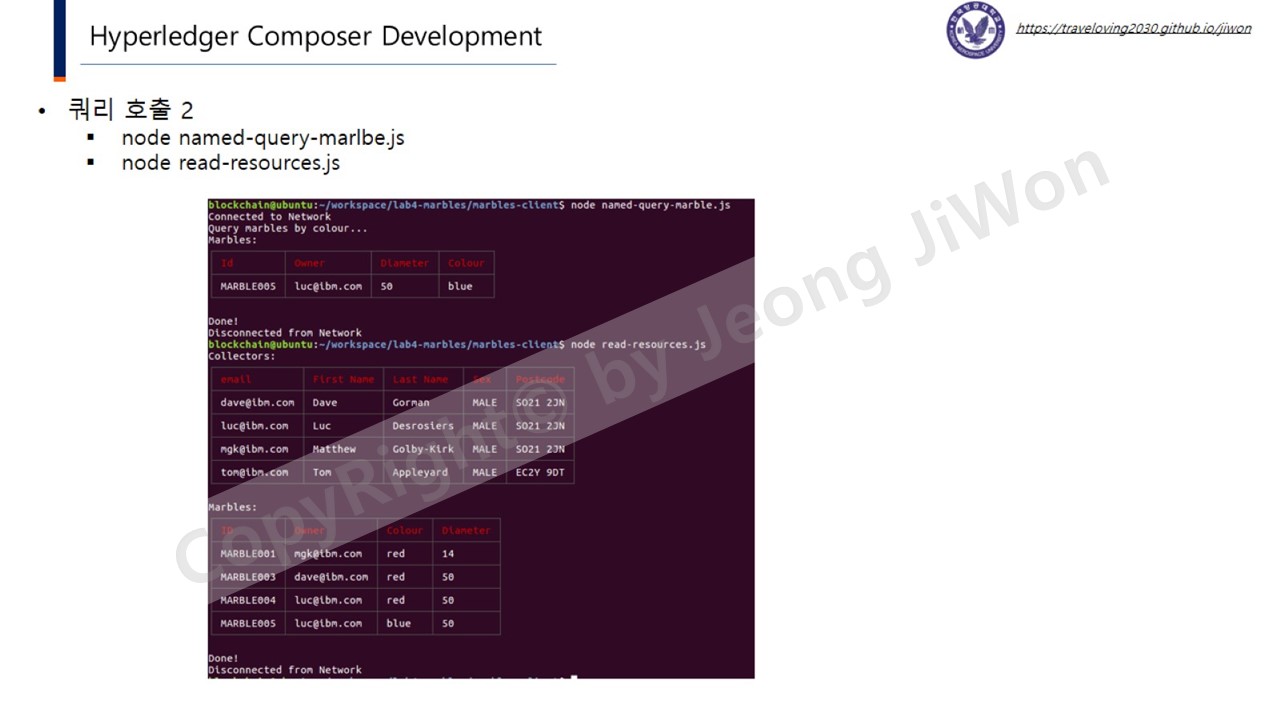 Hyperledger Composer Development
https://traveloving2030.github.io/jiwon
• 쿼리 호출 2
▪ node named-query-marlbe.js
▪ node read-resources.js
blockchain@ubuntu:~/workspace/lab4-marbles/marbles-client$ node named-query-marble.js
Connected to Network
Query marbles by colour...
Marbles:
Id Owner Diameter Colour
MARBLE005 luc@ibm.com 50 blue
Done!
Disconnected from Network
blockchain@ubuntu:~/workspace/lab4-marbles/marbles-client$ node read-resources.js
Collectors:
email First Name Last Name Sex Postcode
dave@ibm.com Dave Gorman MALE SO21 2JN
luc@ibm.com Luc Desrosiers MALE SO21 2JN
mgk@ibm.com Matthew Golby-Kirk MALE SO21 2JN
tom@ibm.com Tom Appleyard MALE EC2Y 9DT
Marbles:
ID Owner Colour Diameter
MARBLE001 mgk@ibm.com red 14
MARBLE003 dave@ibm.com red 50
MARBLE004 luc@ibm.com red 50
MARBLE005 luc@ibm.com blue 50
Done!
Disconnected from Network
CopyRight© by Jeong JiWon